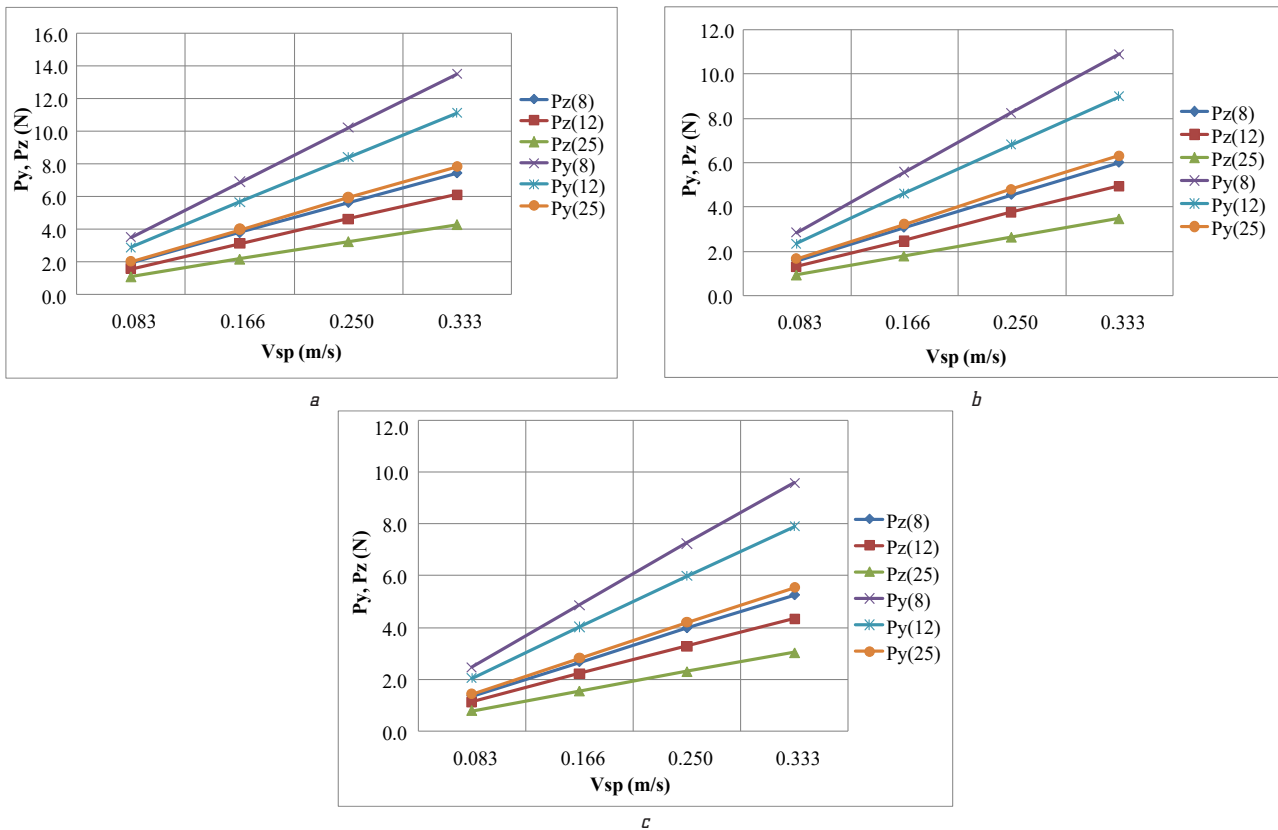 16.0
14.0
12.0
10.0
8.0
6.0
4.0
2.0
0.0
Py, Pz (N)
0.083 0.166 0.250 0.333
Vsp (m/s)
Pz(8)
Pz(12)
Pz(25)
Py(8)
Py(12)
Py(25)
a
12.0
10.0
8.0
6.0
4.0
2.0
0.0
Py, Pz (N)
0.083 0.166 0.250 0.333
Vsp (m/s)
Pz(8)
Pz(12)
Pz(25)
Py(8)
Py(12)
Py(25)
b
12.0
10.0
8.0
6.0
4.0
2.0
0.0
Py, Pz (N)
0.083 0.166 0.250 0.333
Vsp (m/s)
Pz(8)
Pz(12)
Pz(25)
Py(8)
Py(12)
Py(25)
c